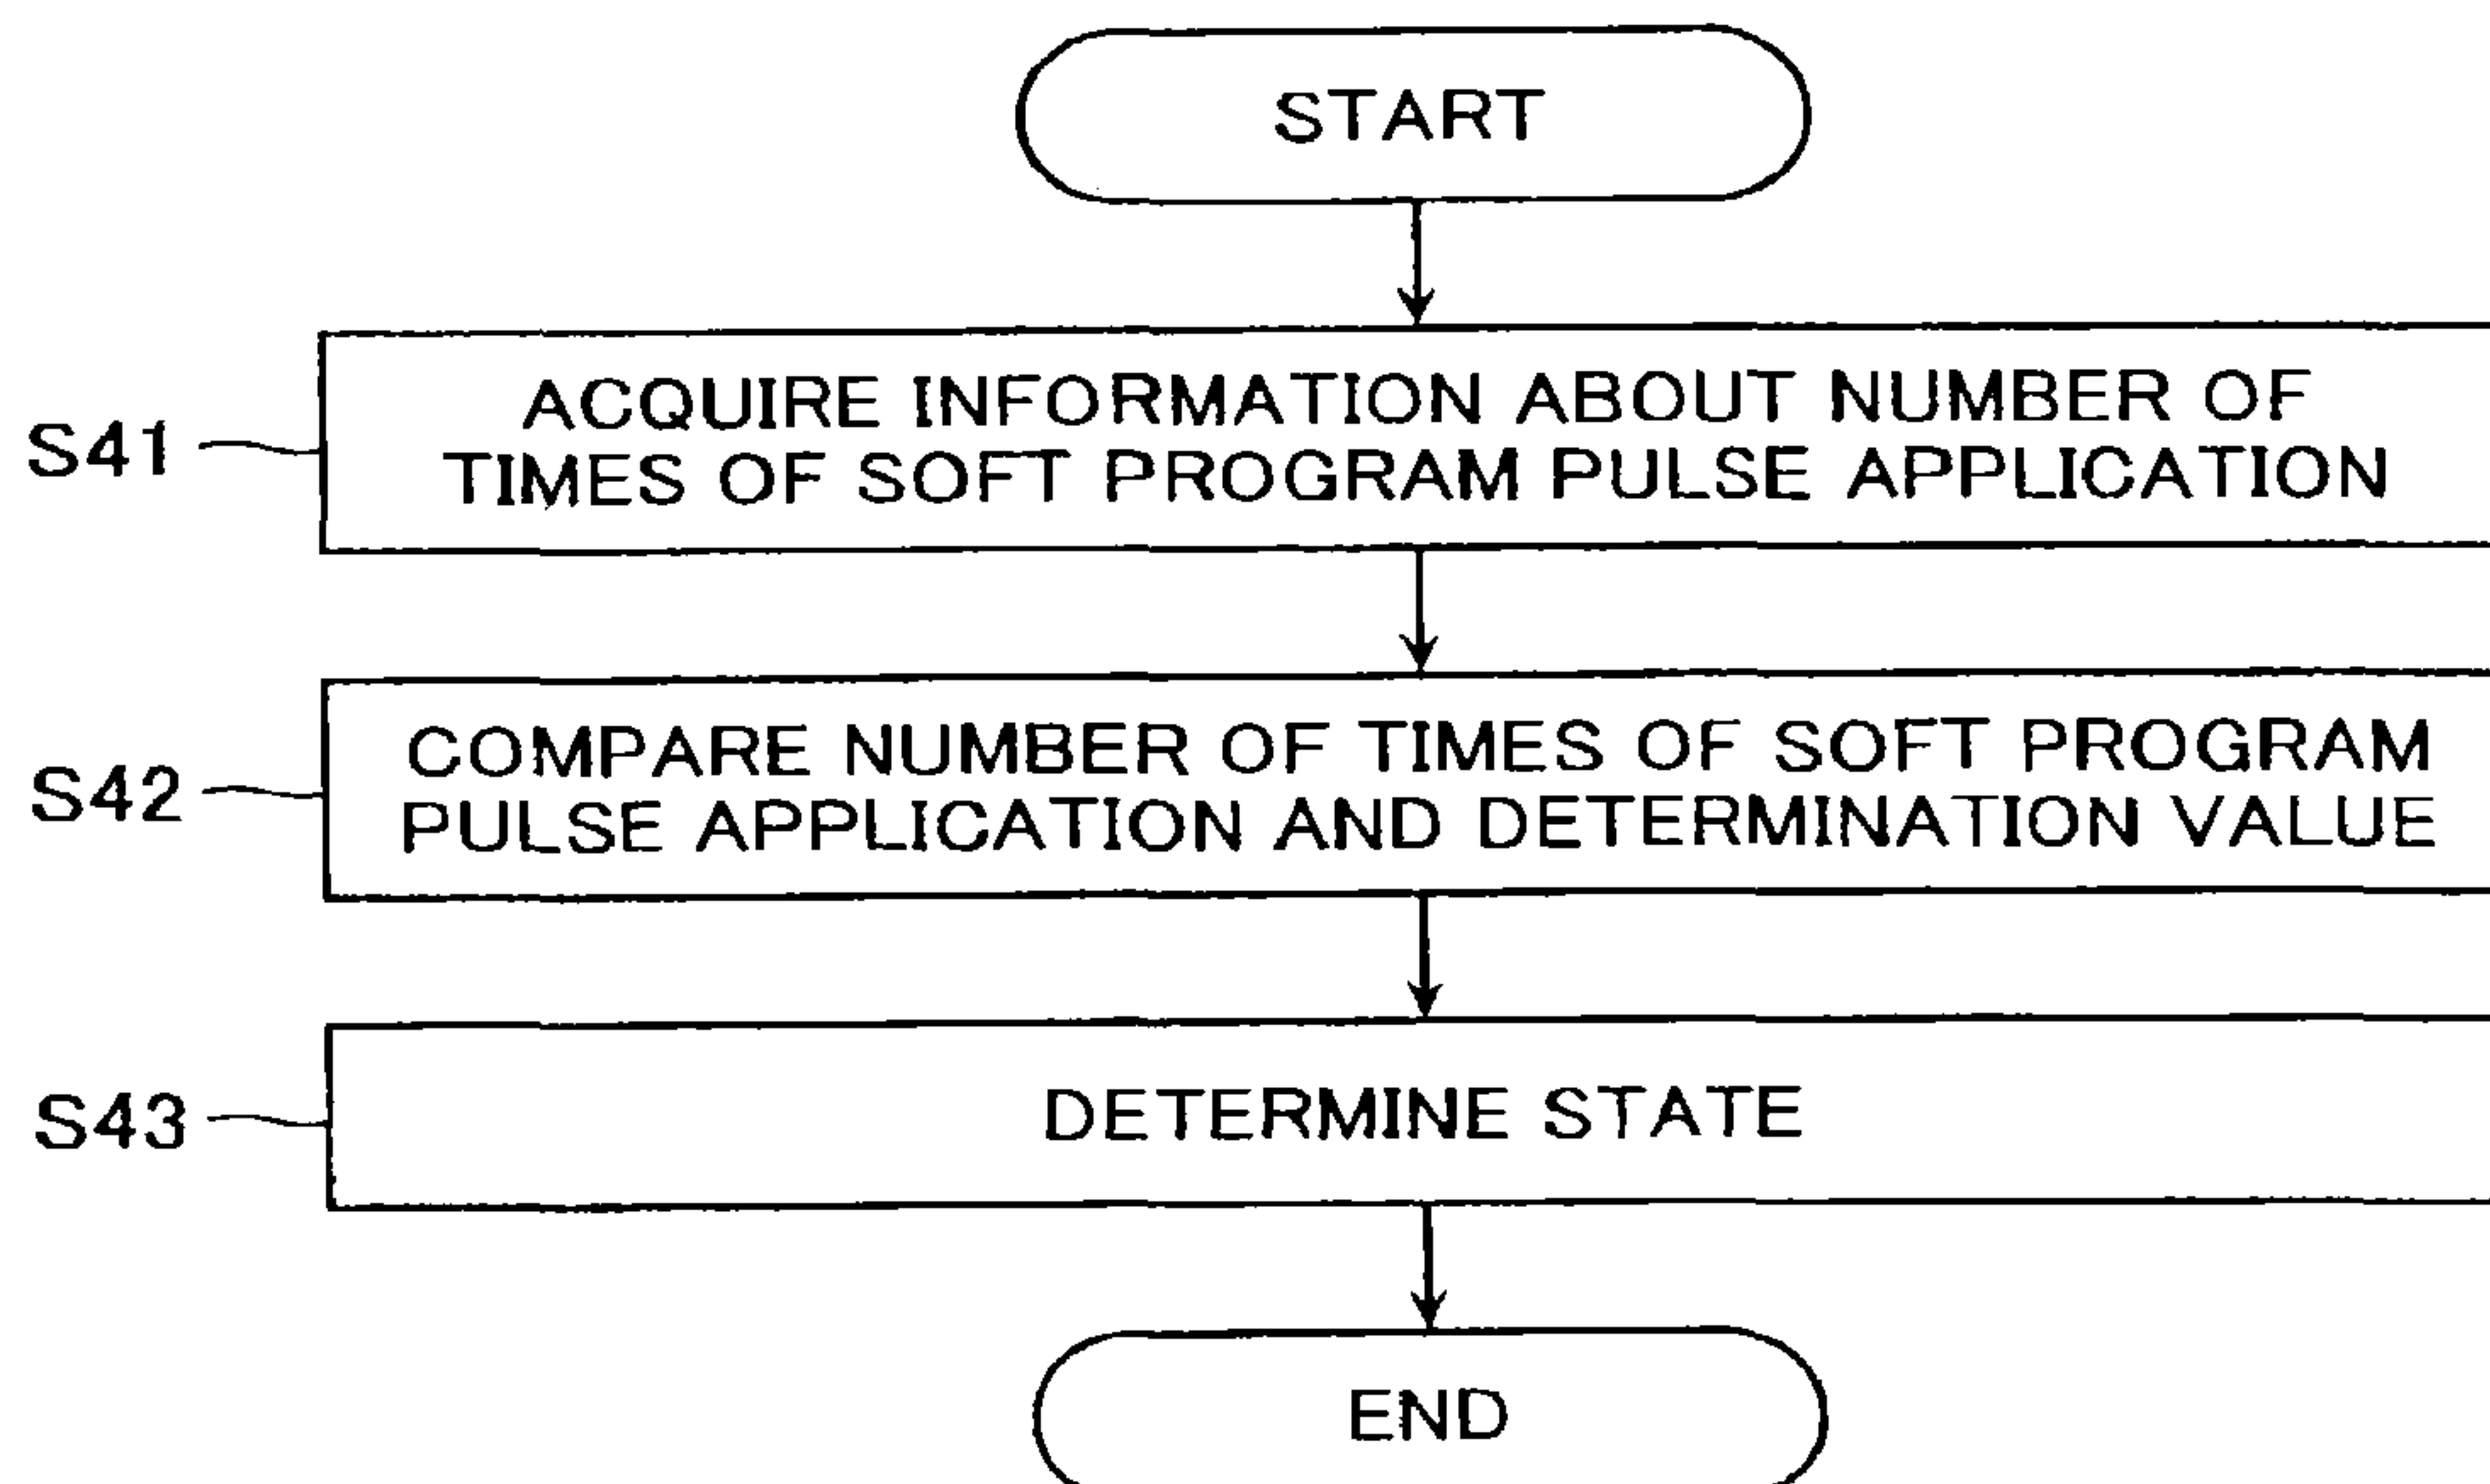 START
S41
ACQUIRE INFORMATION ABOUT NUMBER OF
TIMES OF SOFT PROGRAM PULSE APPLICATION
S42
COMPARE NUMBER OF TIMES OF SOFT PROGRAM
PULSE APPLICATION AND DETERMINATION VALUE
S43
DETERMINE STATE
END